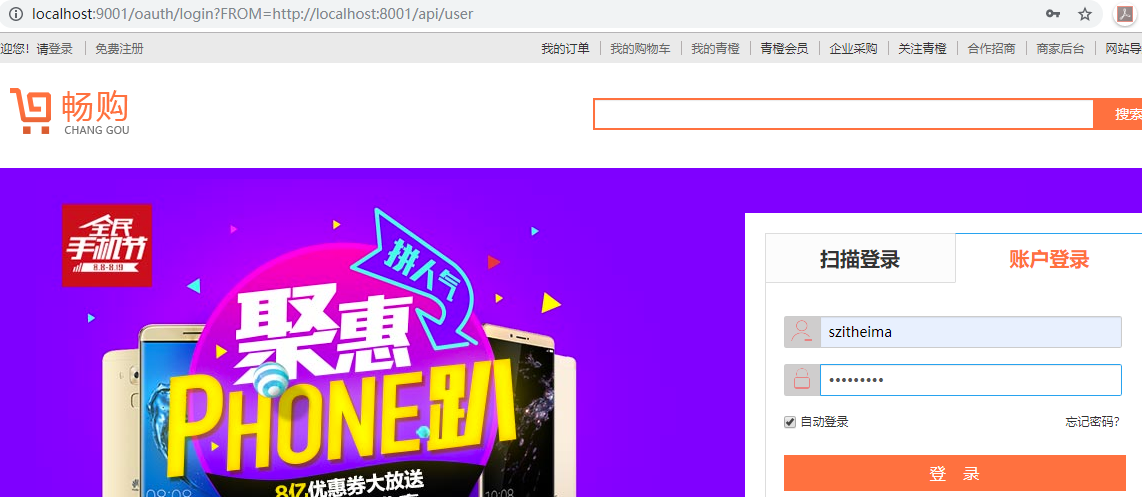 localhost:9001/oauth/login?FROM=http://localhost:8001/api/user
迎您！请登录 免费注册 我的订单 我的购物车 我的青橙 青橙会员 企业采购 关注青橙 合作招商 商家后台 网站导
畅购
CHANG GOU
搜索
全民
手机节
8.8-8.19
拼人气
聚惠
PHONE趴
8亿优惠券大放送
08:08
10:08
扫描登录 账户登录
szitheima
•••••••••
自动登录 忘记密码？
登 录